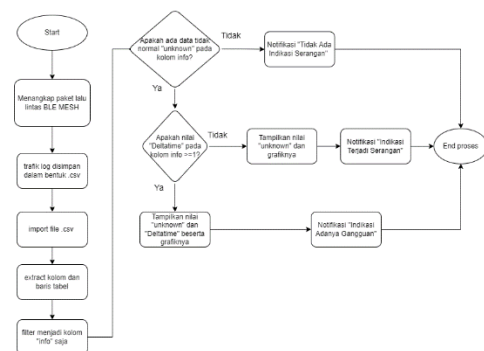 Start
Menangkap paket lalu
lintas BLE MESH
trafik log disimpan
dalam bentuk .csv
import file .csv
extract kolom dan
baris tabel
filter menjadi kolom
"info" saja
Apakah ada data tidak
normal "unknown" pada
kolom info?
Tidak
Notifikasi "Tidak Ada
Indikasi Serangan"
Ya
Apakah nilai
"Deltatime" pada
kolom info >=1?
Tidak
Tampilkan nilai
"unknown" dan
grafiknya
Notifikasi "Indikasi
Terjadi Serangan"
End proses
Ya
Tampilkan nilai
"unknown" dan
"Deltatime" beserta
grafiknya
Notifikasi "Indikasi
Adanya Gangguan"